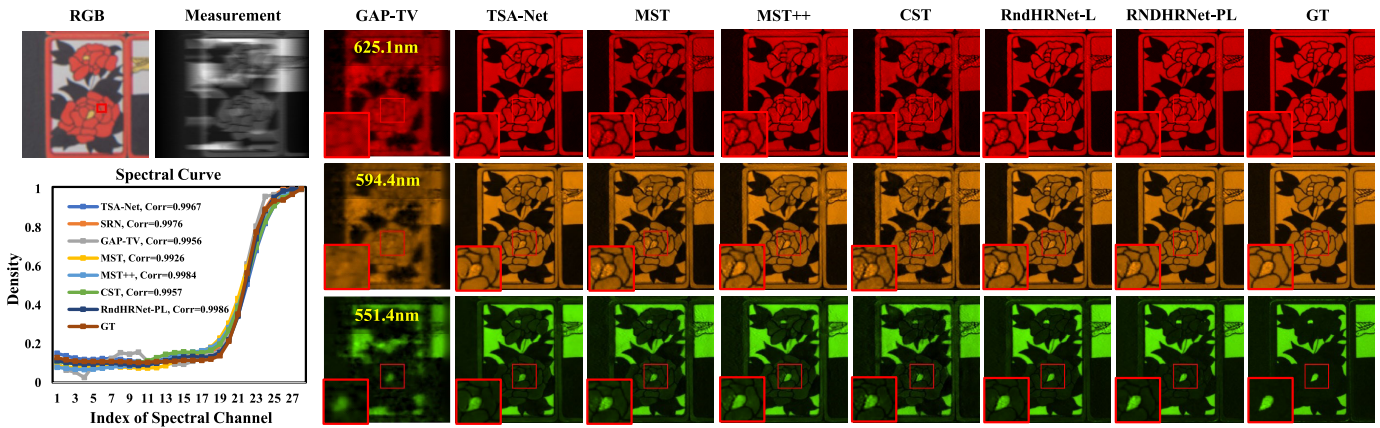 RGB
Measurement
GAP-TV
TSA-Net
MST
MST++
CST
RndHRNet-L
RNDHRNet-PL
GT
625.1nm
594.4nm
551.4nm
Spectral Curve
1
0.8
0.6
0.4
0.2
0
Density
TSA-Net, Corr=0.9967
SRN, Corr=0.9976
GAP-TV, Corr=0.9956
MST, Corr=0.9926
MST++, Corr=0.9984
CST, Corr=0.9957
RndHRNet-PL, Corr=0.9986
GT
1 3 5 7 9 11 13 15 17 19 21 23 25 27
Index of Spectral Channel